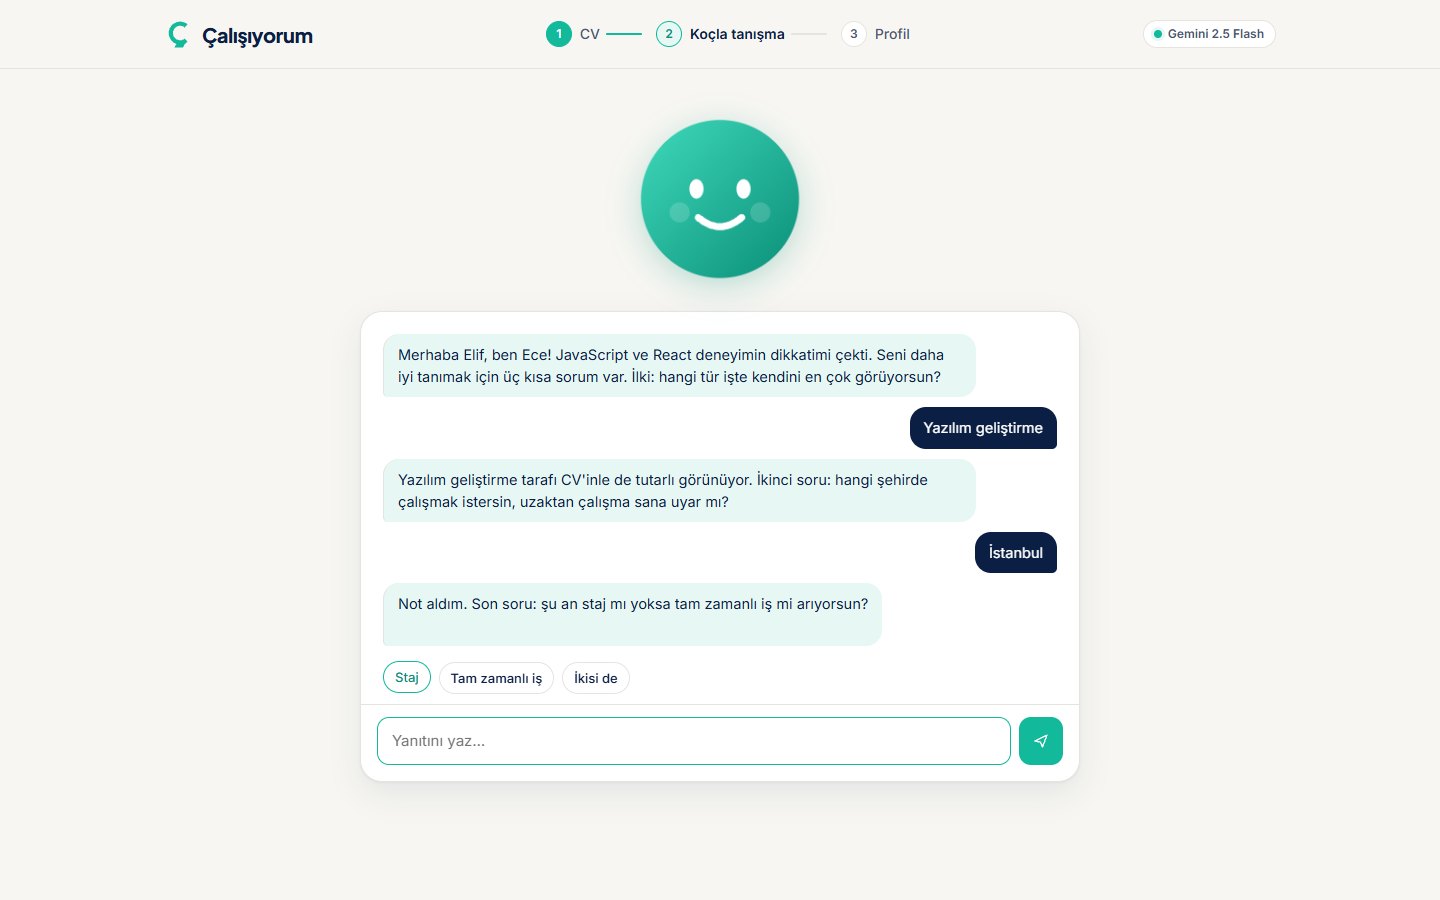 Çalışıyorum
1 CV
2 Koçla tanışma
3 Profil
Gemini 2.5 Flash
Merhaba Elif, ben Ece! JavaScript ve React deneyimin dikkatimi çekti. Seni daha
iyi tanımak için üç kısa sorum var. İlki: hangi tür işte kendini en çok görüyorsun?
Yazılım geliştirme
Yazılım geliştirme tarafı CV'inle de tutarlı görünüyor. İkinci soru: hangi şehirde
çalışmak istersin, uzaktan çalışma sana uyar mı?
İstanbul
Not aldım. Son soru: şu an staj mı yoksa tam zamanlı iş mi arıyorsun?
Staj
Tam zamanlı iş
İkisi de
Yanıtını yaz...